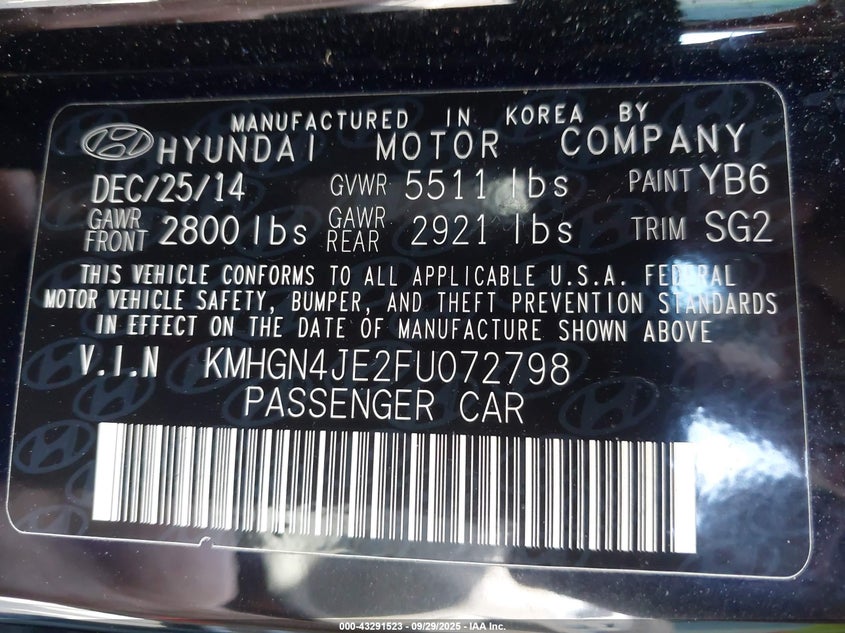 MANUFACTURED IN KOREA BY
HYUNDAI MOTOR COMPANY
DEC/25/14 GVWR 5511 lbs PAINT YB6
GAWR FRONT 2800 lbs GAWR REAR 2921 lbs TRIM SG2
THIS VEHICLE CONFORMS TO ALL APPLICABLE U.S.A. FEDERAL
MOTOR VEHICLE SAFETY, BUMPER, AND THEFT PREVENTION STANDARDS
IN EFFECT ON THE DATE OF MANUFACTURE SHOWN ABOVE
V.I.N KMHGN4JE2FU072798
PASSENGER CAR
000-43291523 - 09/29/2025 - IAA Inc.